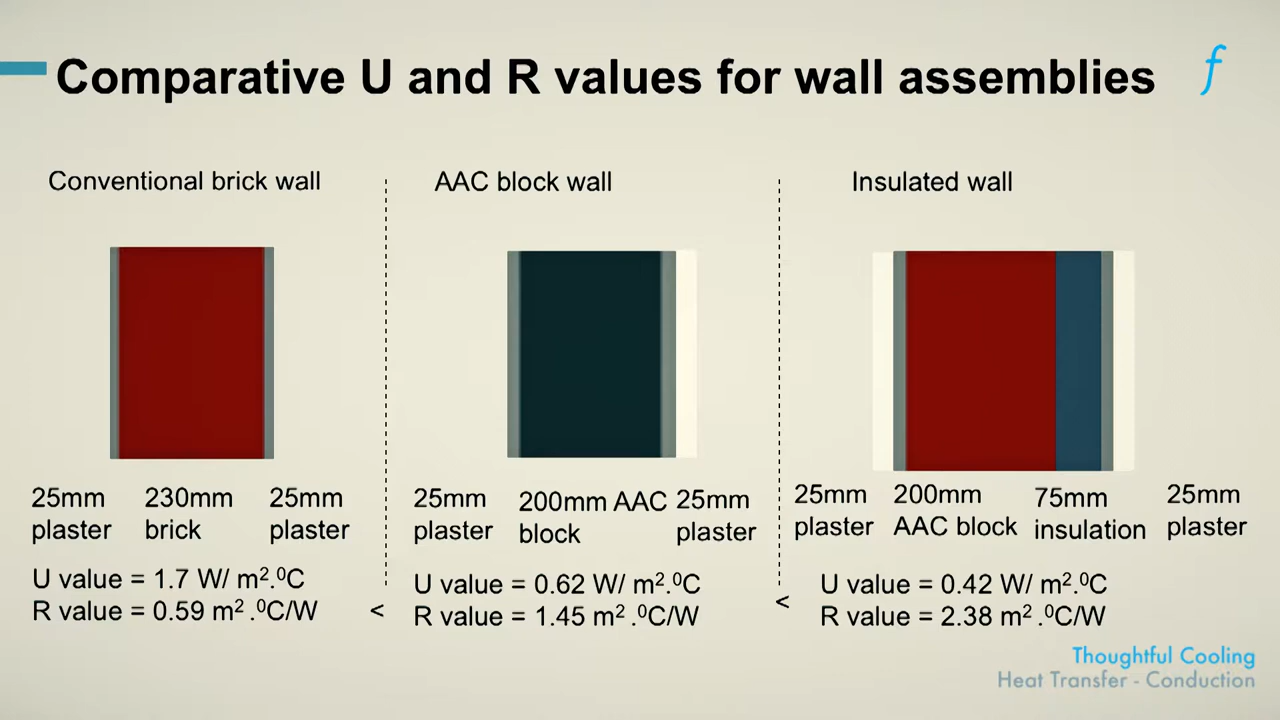 Comparative U and R values for wall assemblies
f
Conventional brick wall
25mm plaster
230mm brick
25mm plaster
U value = 1.7 W/ m².⁰C
R value = 0.59 m² .⁰C/W
<
AAC block wall
25mm plaster
200mm AAC block
25mm plaster
U value = 0.62 W/ m².⁰C
R value = 1.45 m² .⁰C/W
<
Insulated wall
25mm plaster
200mm AAC block
75mm insulation
25mm plaster
U value = 0.42 W/ m².⁰C
R value = 2.38 m² .⁰C/W
Thoughtful Cooling
Heat Transfer - Conduction